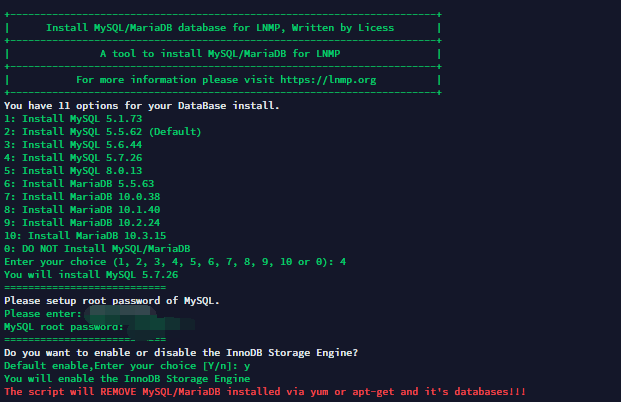 +------------------------------------------------------------------------+
|      Install MySQL/MariaDB database for LNMP, Written by Licess      |
+------------------------------------------------------------------------+
|              A tool to install MySQL/MariaDB for LNMP               |
+------------------------------------------------------------------------+
|          For more information please visit https://lnmp.org         |
+------------------------------------------------------------------------+
You have 11 options for your DataBase install.
1: Install MySQL 5.1.73
2: Install MySQL 5.5.62 (Default)
3: Install MySQL 5.6.44
4: Install MySQL 5.7.26
5: Install MySQL 8.0.13
6: Install MariaDB 5.5.63
7: Install MariaDB 10.0.38
8: Install MariaDB 10.1.40
9: Install MariaDB 10.2.24
10: Install MariaDB 10.3.15
0: DO NOT Install MySQL/MariaDB
Enter your choice (1, 2, 3, 4, 5, 6, 7, 8, 9, 10 or 0): 4
You will install MySQL 5.7.26
===========================
Please setup root password of MySQL.
Please enter:
MySQL root password:
===========================
Do you want to enable or disable the InnoDB Storage Engine?
Default enable,Enter your choice [Y/n]: y
You will enable the InnoDB Storage Engine
The script will REMOVE MySQL/MariaDB installed via yum or apt-get and it's databases!!!